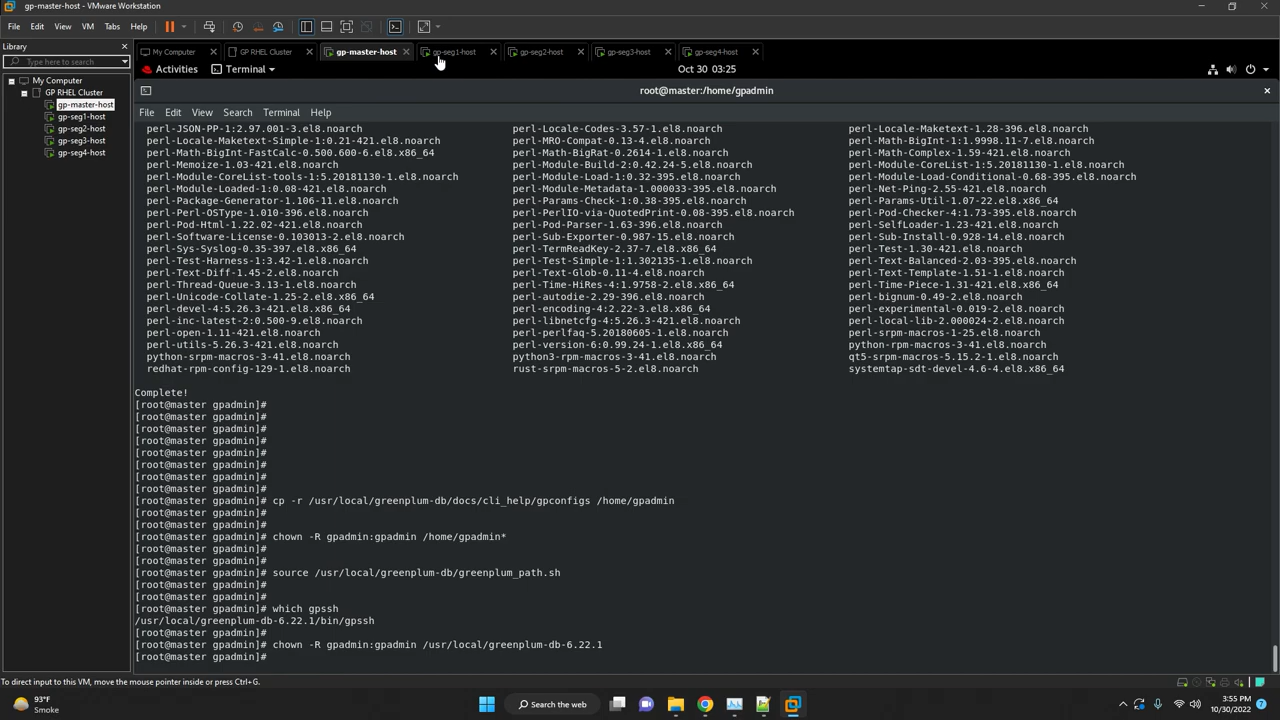 gp-master-host - VMware Workstation
File Edit View VM Tabs Help
Library
Type here to search
My Computer
GP RHEL Cluster
gp-master-host
gp-seg1-host
gp-seg2-host
gp-seg3-host
gp-seg4-host
My Computer GP RHEL Cluster gp-master-host gp-seg1-host gp-seg2-host gp-seg3-host gp-seg4-host
Activities Terminal Oct 30 03:25
root@master:/home/gpadmin
File Edit View Search Terminal Help
perl-JSON-PP-1:2.97.001-3.el8.noarch perl-Locale-Codes-3.57-1.el8.noarch perl-Locale-Maketext-1.28-396.el8.noarch
perl-Locale-Maketext-Simple-1:0.21-421.el8.noarch perl-MRO-Compat-0.13-4.el8.noarch perl-Math-BigInt-1:1.9998.11-7.el8.noarch
perl-Math-BigInt-FastCalc-0.500.600-6.el8.x86_64 perl-Math-BigRat-0.2614-1.el8.noarch perl-Math-Complex-1.59-421.el8.noarch
perl-Memoize-1.03-421.el8.noarch perl-Module-Build-2:0.42.24-5.el8.noarch perl-Module-CoreList-1:5.20181130-1.el8.noarch
perl-Module-CoreList-tools-1:5.20181130-1.el8.noarch perl-Module-Load-1:0.32-395.el8.noarch perl-Module-Load-Conditional-0.68-395.el8.noarch
perl-Module-Loaded-1:0.08-421.el8.noarch perl-Module-Metadata-1.000033-395.el8.noarch perl-Net-Ping-2.55-421.el8.noarch
perl-Package-Generator-1.106-11.el8.noarch perl-Params-Check-1:0.38-395.el8.noarch perl-Params-Util-1.07-22.el8.x86_64
perl-Perl-OSType-1.010-396.el8.noarch perl-PerlIO-via-QuotedPrint-0.08-395.el8.noarch perl-Pod-Checker-4:1.73-395.el8.noarch
perl-Pod-Html-1.22.02-421.el8.noarch perl-Pod-Parser-1.63-396.el8.noarch perl-SelfLoader-1.23-421.el8.noarch
perl-Software-License-0.103013-2.el8.noarch perl-Sub-Exporter-0.987-15.el8.noarch perl-Sub-Install-0.928-14.el8.noarch
perl-Sys-Syslog-0.35-397.el8.x86_64 perl-TermReadKey-2.37-7.el8.x86_64 perl-Test-1.30-421.el8.noarch
perl-Test-Harness-1:3.42-1.el8.noarch perl-Test-Simple-1:1.302135-1.el8.noarch perl-Text-Balanced-2.03-395.el8.noarch
perl-Text-Diff-1.45-2.el8.noarch perl-Text-Glob-0.11-4.el8.noarch perl-Text-Template-1.51-1.el8.noarch
perl-Thread-Queue-3.13-1.el8.noarch perl-Time-HiRes-4:1.9758-2.el8.x86_64 perl-Time-Piece-1.31-421.el8.x86_64
perl-Unicode-Collate-1.25-2.el8.x86_64 perl-autodie-2.29-396.el8.noarch perl-bignum-0.49-2.el8.noarch
perl-devel-4:5.26.3-421.el8.x86_64 perl-encoding-4:2.22-3.el8.x86_64 perl-experimental-0.019-2.el8.noarch
perl-inc-latest-2:0.500-9.el8.noarch perl-libnetcfg-4:5.26.3-421.el8.noarch perl-local-lib-2.000024-2.el8.noarch
perl-open-1.11-421.el8.noarch perl-perlfaq-5.20180605-1.el8.noarch perl-srpm-macros-1-25.el8.noarch
perl-utils-5.26.3-421.el8.noarch perl-version-6:0.99.24-1.el8.x86_64 python-rpm-macros-3-41.el8.noarch
python-srpm-macros-3-41.el8.noarch python3-rpm-macros-3-41.el8.noarch qt5-srpm-macros-5.15.2-1.el8.noarch
redhat-rpm-config-129-1.el8.noarch rust-srpm-macros-5-2.el8.noarch systemtap-sdt-devel-4.6-4.el8.x86_64
Complete!
[root@master gpadmin]#
[root@master gpadmin]#
[root@master gpadmin]#
[root@master gpadmin]#
[root@master gpadmin]#
[root@master gpadmin]#
[root@master gpadmin]#
[root@master gpadmin]#
[root@master gpadmin]# cp -r /usr/local/greenplum-db/docs/cli_help/gpconfigs /home/gpadmin
[root@master gpadmin]#
[root@master gpadmin]#
[root@master gpadmin]# chown -R gpadmin:gpadmin /home/gpadmin*
[root@master gpadmin]#
[root@master gpadmin]#
[root@master gpadmin]# source /usr/local/greenplum-db/greenplum_path.sh
[root@master gpadmin]#
[root@master gpadmin]#
[root@master gpadmin]# which gpssh
/usr/local/greenplum-db-6.22.1/bin/gpssh
[root@master gpadmin]#
[root@master gpadmin]# chown -R gpadmin:gpadmin /usr/local/greenplum-db-6.22.1
[root@master gpadmin]#
To direct input to this VM, move the mouse pointer inside or press Ctrl+G.
93°F
Smoke
Search the web
3:55 PM
10/30/2022